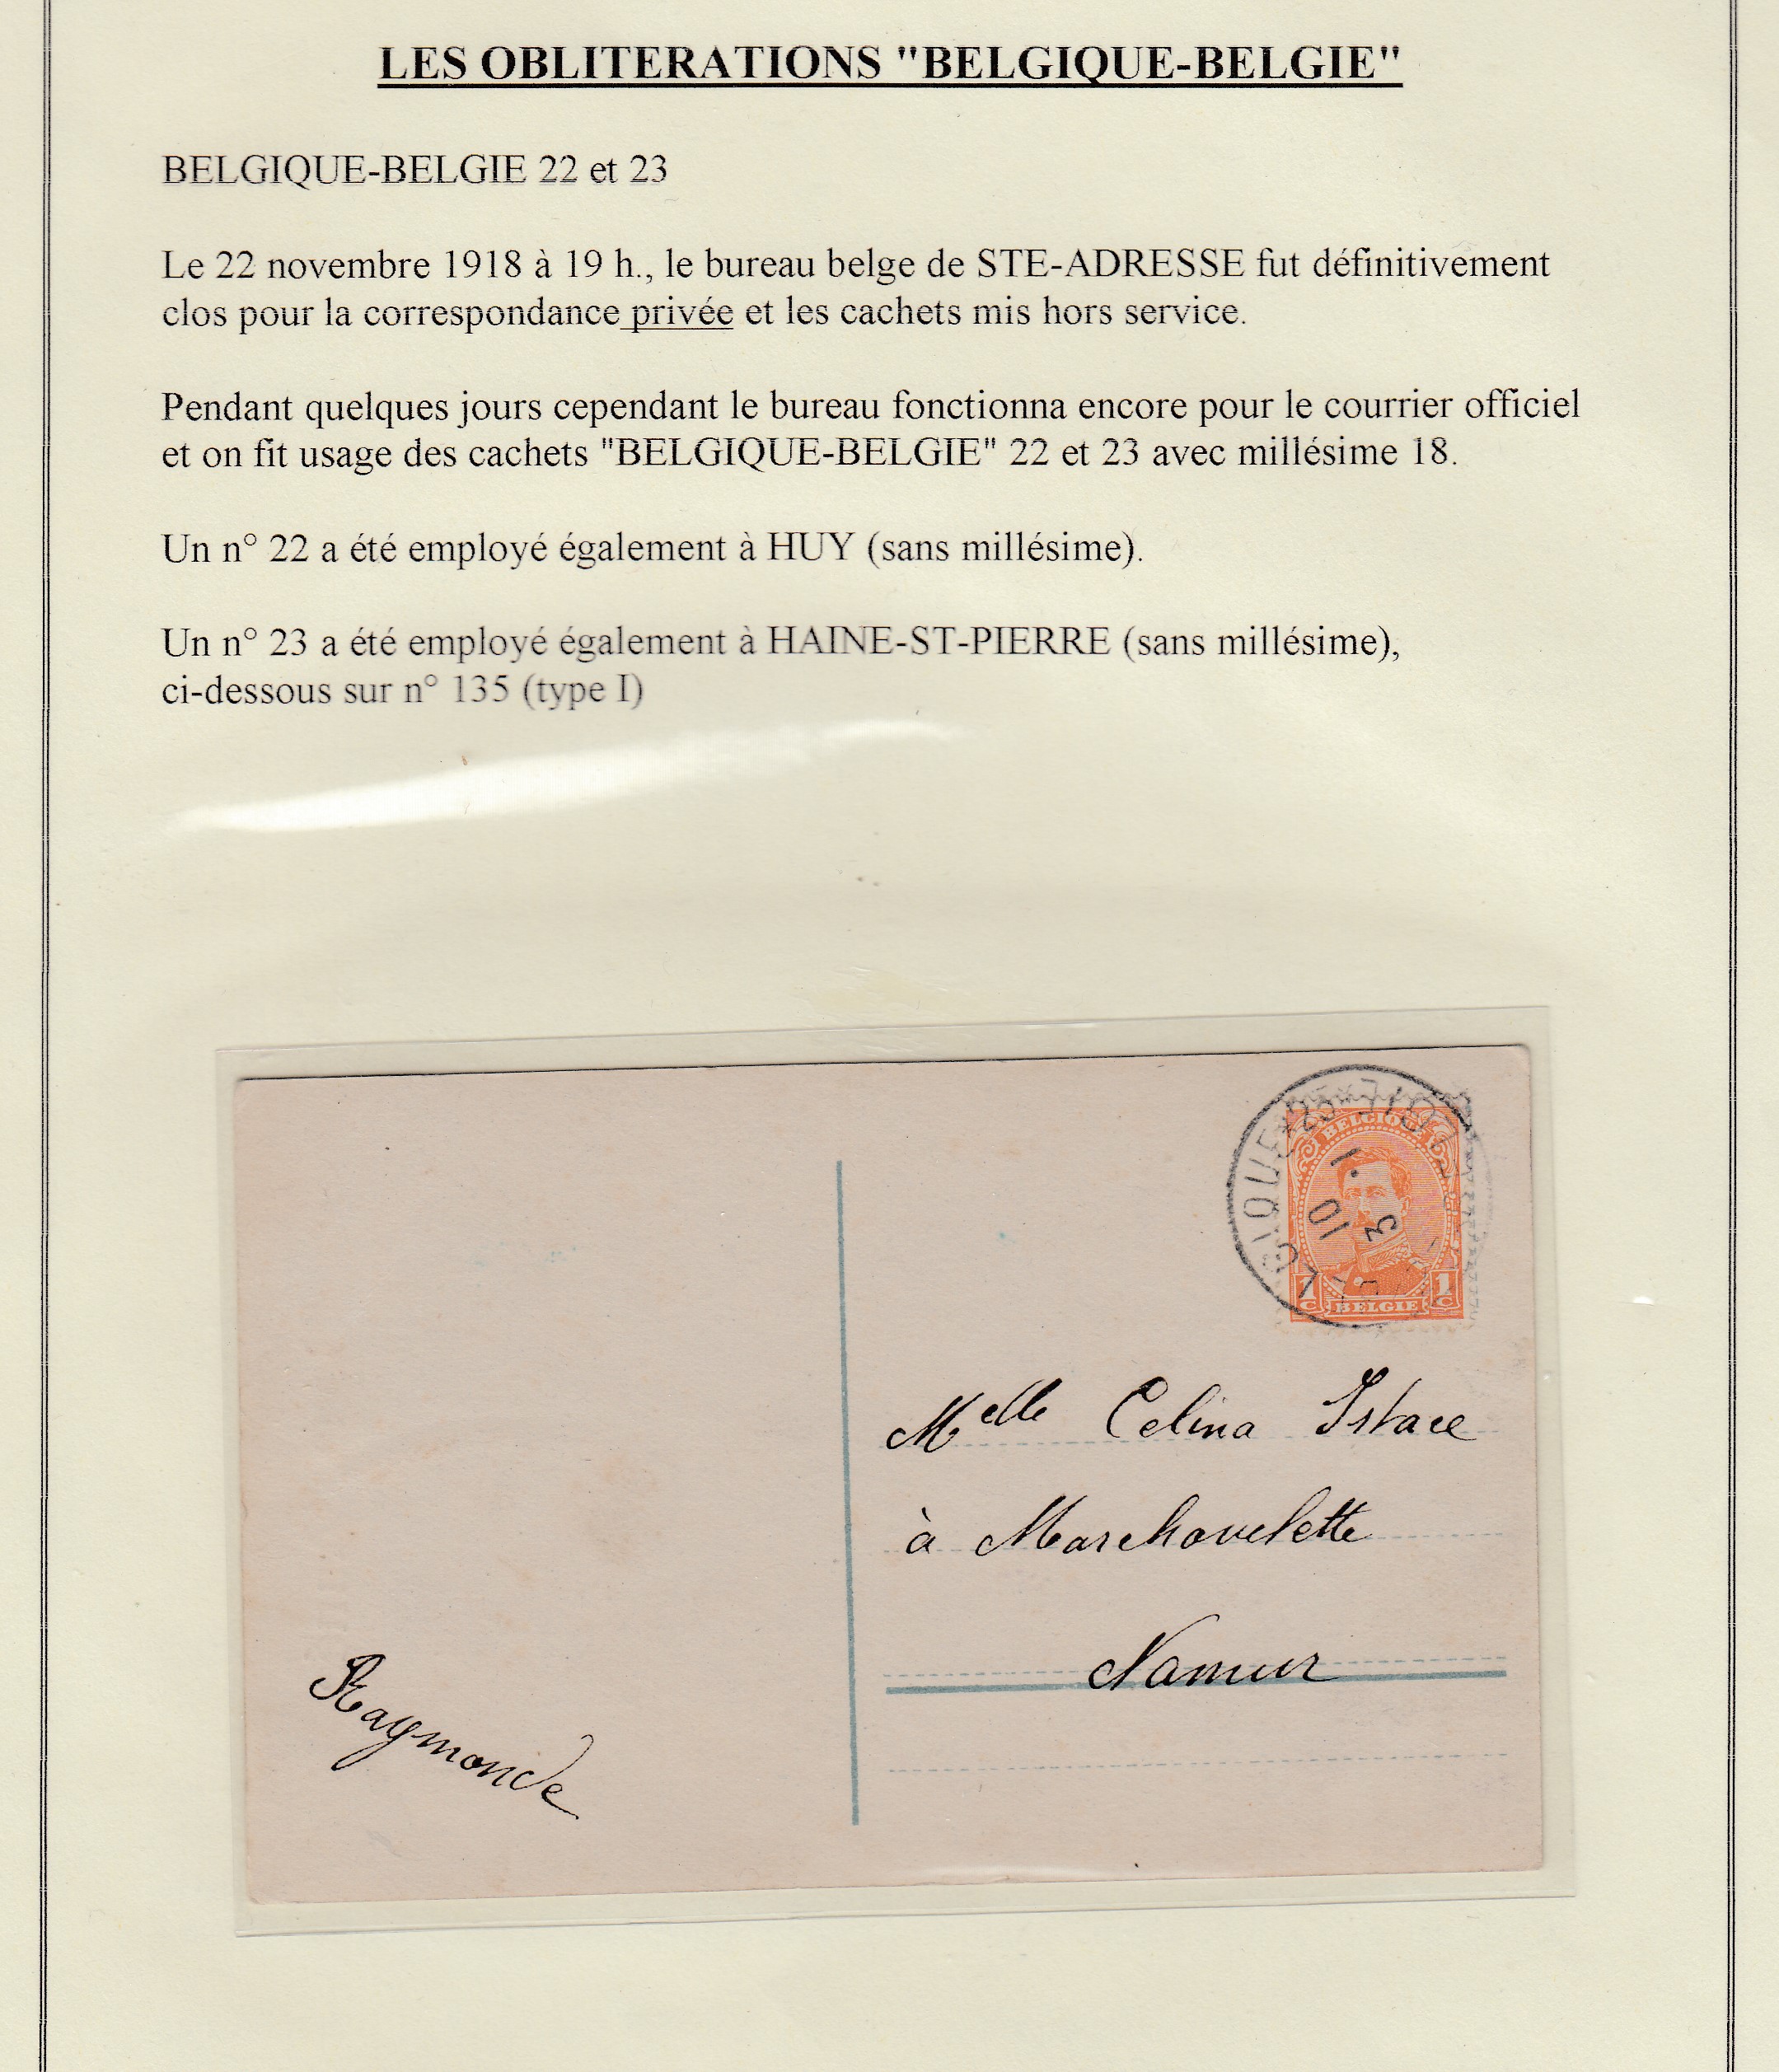 LES OBLITERATIONS "BELGIQUE-BELGIE"
BELGIQUE-BELGIE 22 et 23
Le 22 novembre 1918 à 19 h., le bureau belge de STE-ADRESSE fut définitivement
clos pour la correspondance privée et les cachets mis hors service.
Pendant quelques jours cependant le bureau fonctionna encore pour le courrier officiel
et on fit usage des cachets "BELGIQUE-BELGIE" 22 et 23 avec millésime 18.
Un n° 22 a été employé également à HUY (sans millésime).
Un n° 23 a été employé également à HAINE-ST-PIERRE (sans millésime),
ci-dessous sur n° 135 (type I)
BELGIQUE
1 C
1 C
BELGIE
Melle Celina Istace
à Marchovelette
Namur
Raymonde